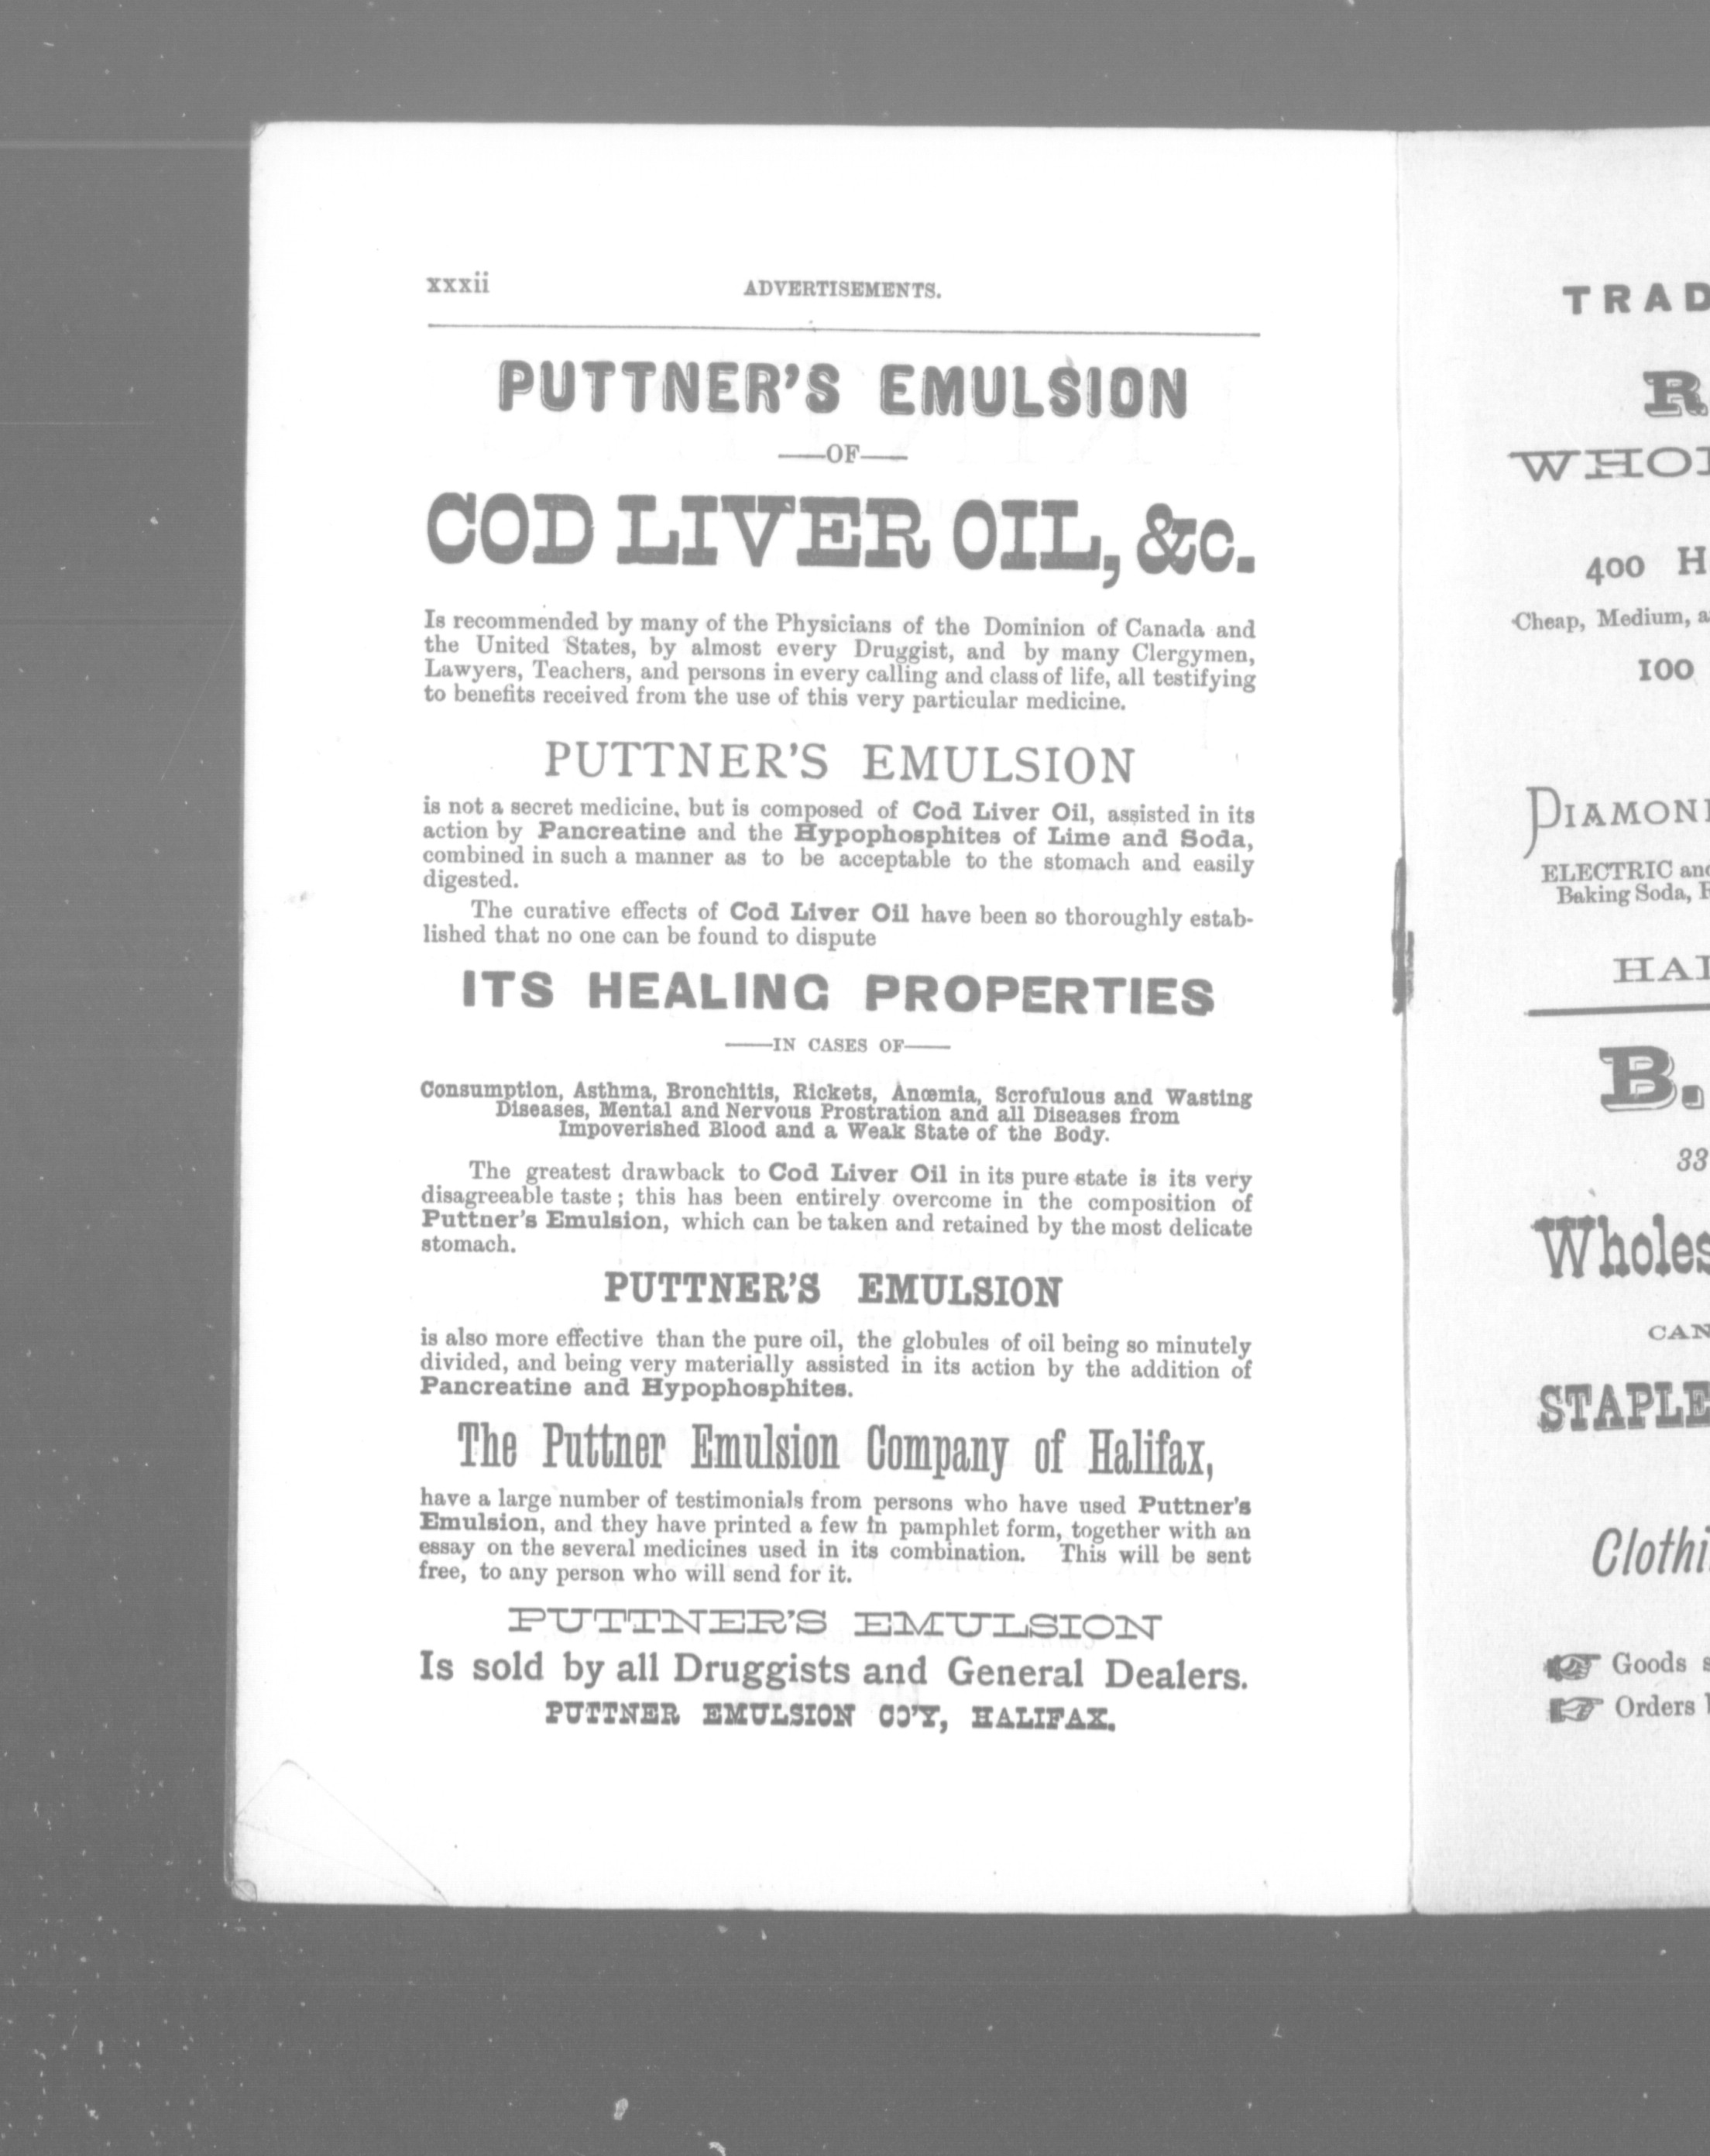 xxxii
ADVERTISEMENTS.
PUTTNER'S EMULSION
——OF——
COD LIVER OIL, &c.
Is recommended by many of the Physicians of the Dominion of Canada and
the United States, by almost every Druggist, and by many Clergymen,
Lawyers, Teachers, and persons in every calling and class of life, all testifying
to benefits received from the use of this very particular medicine.
PUTTNER'S EMULSION
is not a secret medicine, but is composed of Cod Liver Oil, assisted in its
action by Pancreatine and the Hypophosphites of Lime and Soda,
combined in such a manner as to be acceptable to the stomach and easily
digested.
The curative effects of Cod Liver Oil have been so thoroughly estab-
lished that no one can be found to dispute
ITS HEALING PROPERTIES
——IN CASES OF——
Consumption, Asthma, Bronchitis, Rickets, Anœmia, Scrofulous and Wasting
Diseases, Mental and Nervous Prostration and all Diseases from
Impoverished Blood and a Weak State of the Body.
The greatest drawback to Cod Liver Oil in its pure state is its very
disagreeable taste; this has been entirely overcome in the composition of
Puttner's Emulsion, which can be taken and retained by the most delicate
stomach.
PUTTNER'S EMULSION
is also more effective than the pure oil, the globules of oil being so minutely
divided, and being very materially assisted in its action by the addition of
Pancreatine and Hypophosphites.
The Puttner Emulsion Company of Halifax,
have a large number of testimonials from persons who have used Puttner's
Emulsion, and they have printed a few in pamphlet form, together with an
essay on the several medicines used in its combination. This will be sent
free, to any person who will send for it.
PUTTNER'S EMULSION
Is sold by all Druggists and General Dealers.
PUTTNER EMULSION CO'Y, HALIFAX.
TRAD
R
WHOL
400 H
Cheap, Medium, a
100
DIAMON
ELECTRIC and
Baking Soda,
HAL
B.
33
Wholes
CAN
STAPLE
Clothi
Goods s
Orders